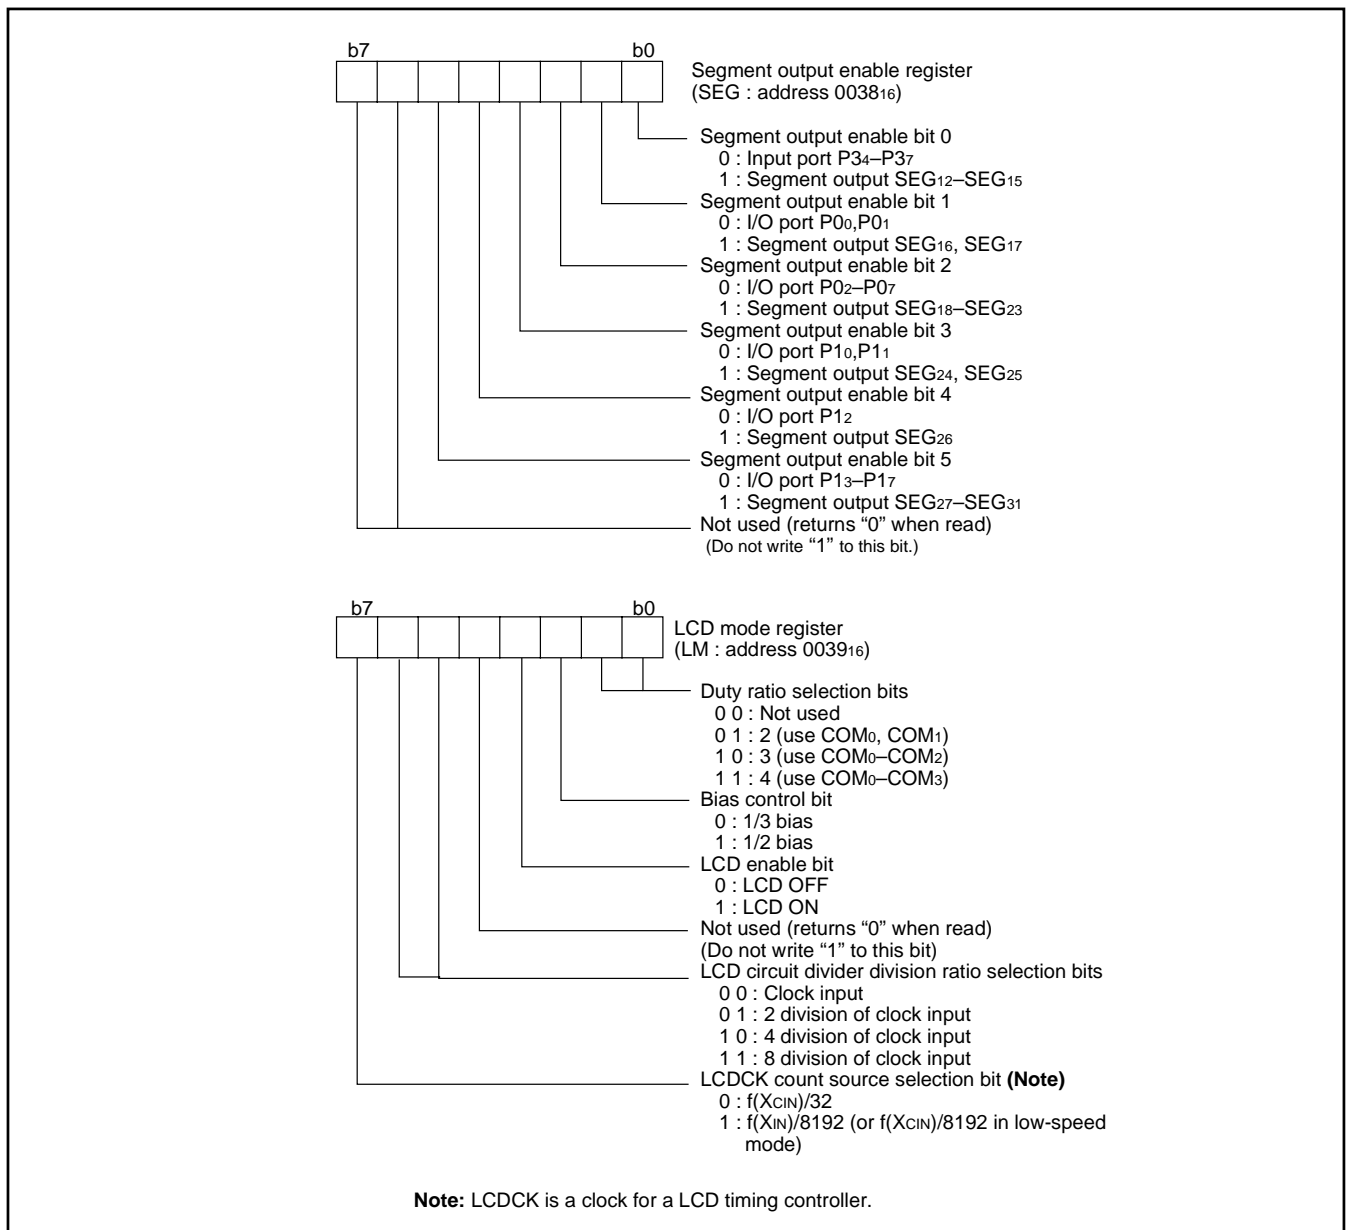 b7 b0
Segment output enable register
(SEG : address 003816)
Segment output enable bit 0
0 : Input port P34–P37
1 : Segment output SEG12–SEG15
Segment output enable bit 1
0 : I/O port P00,P01
1 : Segment output SEG16, SEG17
Segment output enable bit 2
0 : I/O port P02–P07
1 : Segment output SEG18–SEG23
Segment output enable bit 3
0 : I/O port P10,P11
1 : Segment output SEG24, SEG25
Segment output enable bit 4
0 : I/O port P12
1 : Segment output SEG26
Segment output enable bit 5
0 : I/O port P13–P17
1 : Segment output SEG27–SEG31
Not used (returns “0” when read)
(Do not write “1” to this bit.)
b7 b0
LCD mode register
(LM : address 003916)
Duty ratio selection bits
0 0 : Not used
0 1 : 2 (use COM0, COM1)
1 0 : 3 (use COM0–COM2)
1 1 : 4 (use COM0–COM3)
Bias control bit
0 : 1/3 bias
1 : 1/2 bias
LCD enable bit
0 : LCD OFF
1 : LCD ON
Not used (returns “0” when read)
(Do not write “1” to this bit)
LCD circuit divider division ratio selection bits
0 0 : Clock input
0 1 : 2 division of clock input
1 0 : 4 division of clock input
1 1 : 8 division of clock input
LCDCK count source selection bit (Note)
0 : f(XCIN)/32
1 : f(XIN)/8192 (or f(XCIN)/8192 in low-speed
mode)
Note: LCDCK is a clock for a LCD timing controller.